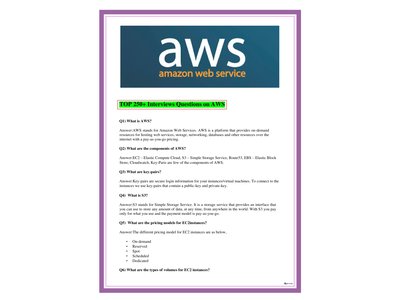 aws
amazon web service
TOP 250+ Interviews Questions on AWS
Q1) What is AWS?
Answer:AWS stands for Amazon Web Services. AWS is a platform that provides on-demand
resources for hosting web services, storage, networking, databases and other resources over the
internet with a pay-as-you-go pricing.
Q2) What are the components of AWS?
Answer:EC2 – Elastic Compute Cloud, S3 – Simple Storage Service, Route53, EBS – Elastic Block
Store, Cloudwatch, Key-Paris are few of the components of AWS.
Q3) What are key-pairs?
Answer:Key-pairs are secure login information for your instances/virtual machines. To connect to the
instances we use key-pairs that contain a public-key and private-key.
Q4) What is S3?
Answer:S3 stands for Simple Storage Service. It is a storage service that provides an interface that
you can use to store any amount of data, at any time, from anywhere in the world. With S3 you pay
only for what you use and the payment model is pay-as-you-go.
Q5) What are the pricing models for EC2instances?
Answer:The different pricing model for EC2 instances are as below,
• On-demand
• Reserved
• Spot
• Scheduled
• Dedicated
Q6) What are the types of volumes for EC2 instances?